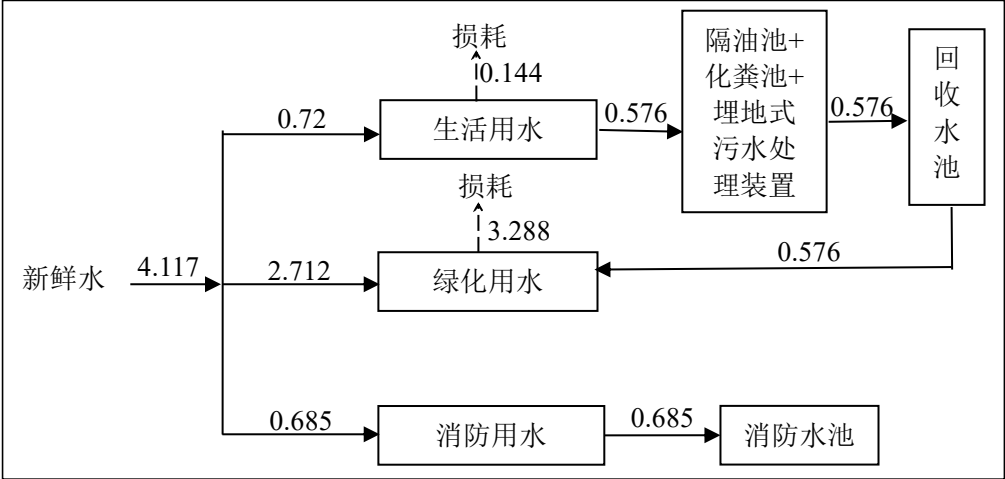 损耗
0.144
0.72
生活用水
0.576
隔油池+
化粪池+
埋地式
污水处
理装置
0.576
回
收
水
池
损耗
3.288
新鲜水
4.117
2.712
绿化用水
0.576
0.685
消防用水
0.685
消防水池